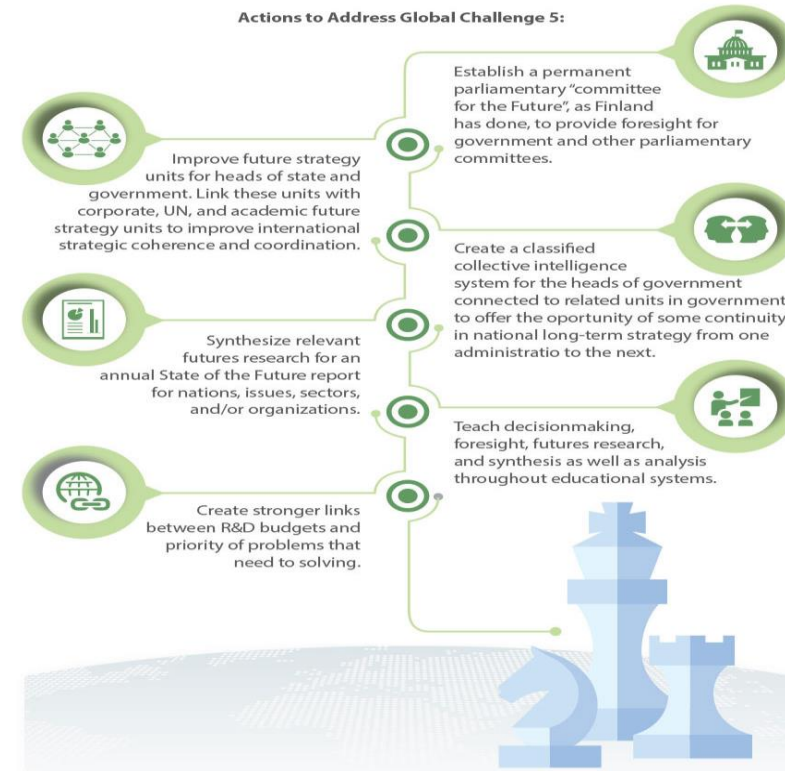 Actions to Address Global Challenge 5:
Establish a permanent
parliamentary “committee
for the Future”, as Finland
has done, to provide foresight for
government and other parliamentary
committees.
Improve future strategy
units for heads of state and
government. Link these units with
corporate, UN, and academic future
strategy units to improve international
strategic coherence and coordination.
Create a classified
collective intelligence
system for the heads of government
connected to related units in government
to offer the oportunity of some continuity
in national long-term strategy from one
administratio to the next.
Synthesize relevant
futures research for an
annual State of the Future report
for nations, issues, sectors,
and/or organizations.
Teach decisionmaking,
foresight, futures research,
and synthesis as well as analysis
throughout educational systems.
Create stronger links
between R&D budgets and
priority of problems that
need to solving.